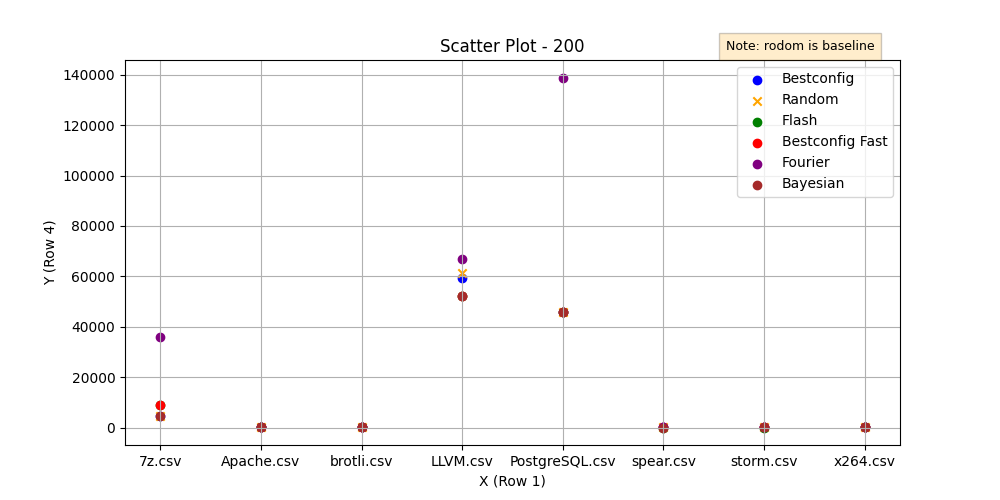 Scatter Plot - 200
Note: rodom is baseline
140000
120000
100000
80000
60000
40000
20000
0
Y (Row 4)
Bestconfig
Random
Flash
Bestconfig Fast
Fourier
Bayesian
7z.csv
Apache.csv
brotli.csv
LLVM.csv
PostgreSQL.csv
spear.csv
storm.csv
x264.csv
X (Row 1)